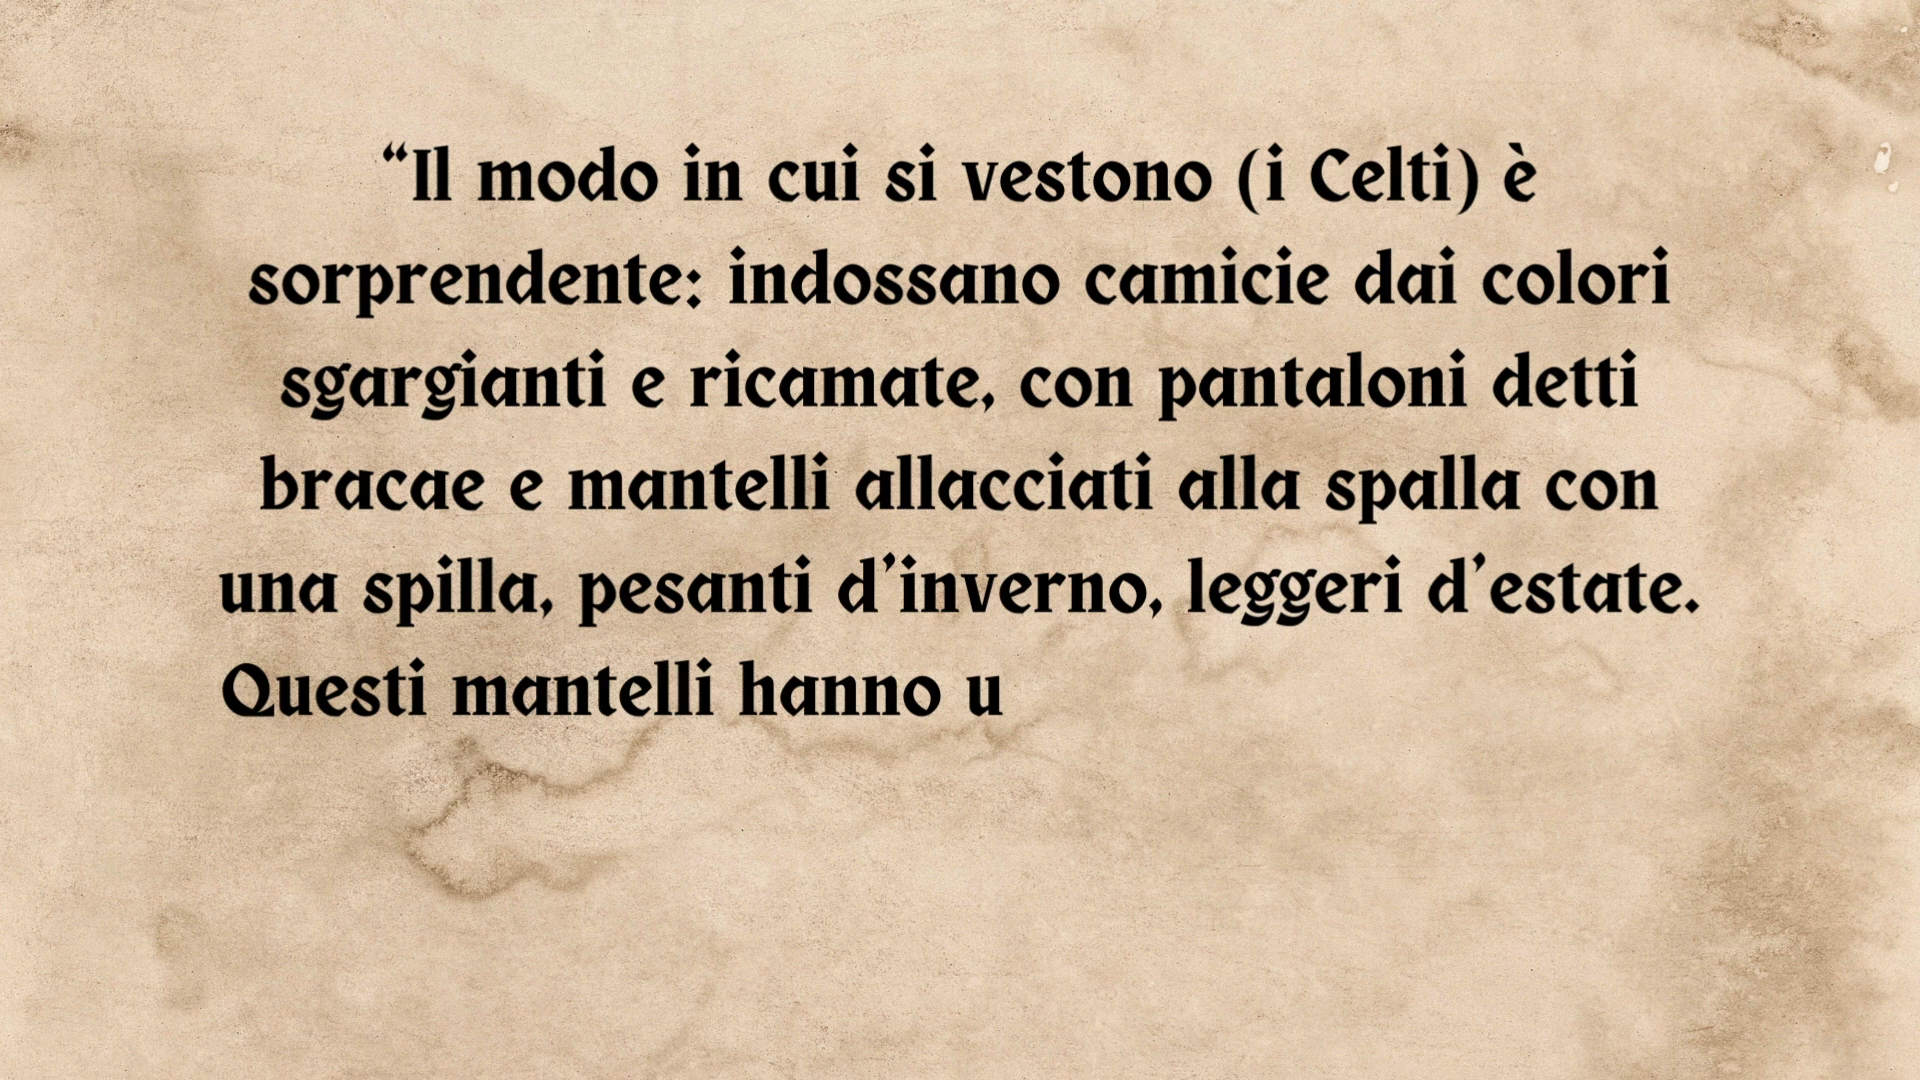 “Il modo in cui si vestono (i Celti) è
sorprendente: indossano camicie dai colori
sgargianti e ricamate, con pantaloni detti
bracae e mantelli allacciati alla spalla con
una spilla, pesanti d’inverno, leggeri d’estate.
Questi mantelli hanno u